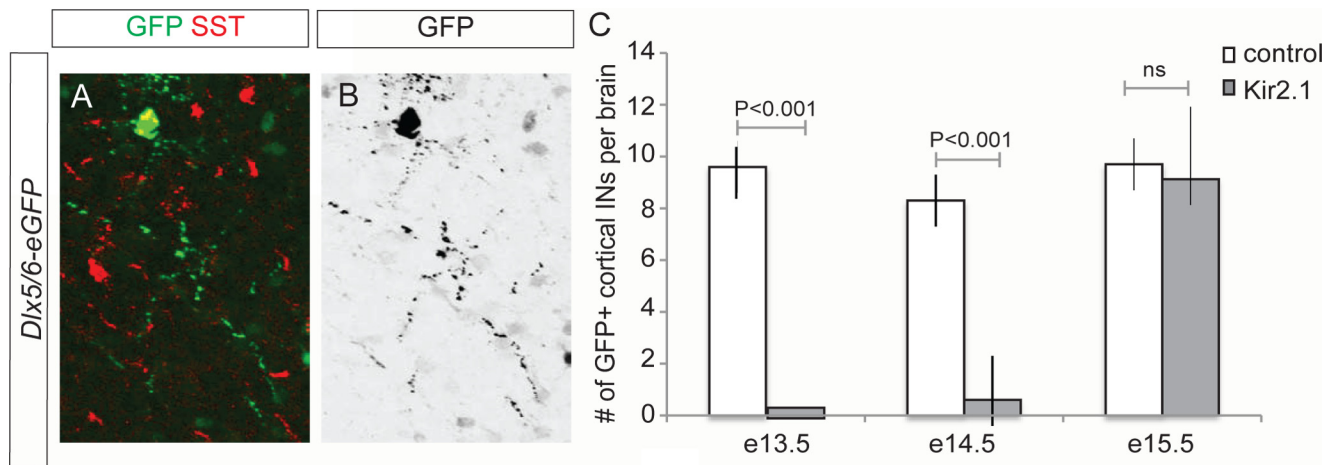 GFP SST
GFP
Dlx5/6-eGFP
A
B
C
# of GFP+ cortical INs per brain
14
12
10
8
6
4
2
0
P<0.001
P<0.001
ns
control
Kir2.1
e13.5
e14.5
e15.5